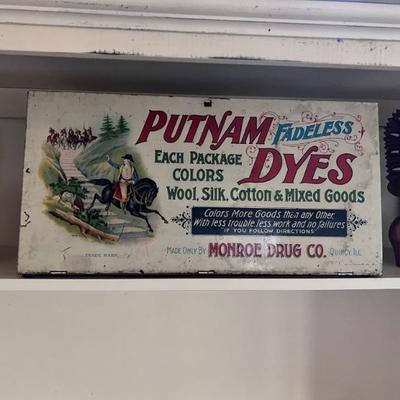 PUTNAM FADELESS
DYES
EACH PACKAGE
COLORS
WOOL, SILK, COTTON & MIXED GOODS
Colors More Goods than any Other
With less trouble, less work and no failures
IF YOU FOLLOW DIRECTIONS
TRADE MARK.
MADE ONLY BY MONROE DRUG CO. QUINCY, ILL.